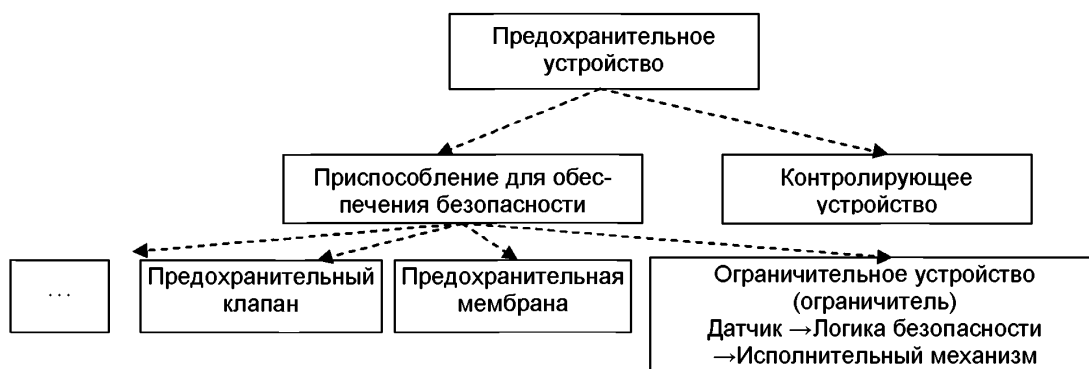 Предохранительное
устройство
Приспособление для обес-
печения безопасности
Контролирующее
устройство
...
Предохранительный
клапан
Предохранительная
мембрана
Ограничительное устройство
(ограничитель)
Датчик →Логика безопасности
→Исполнительный механизм